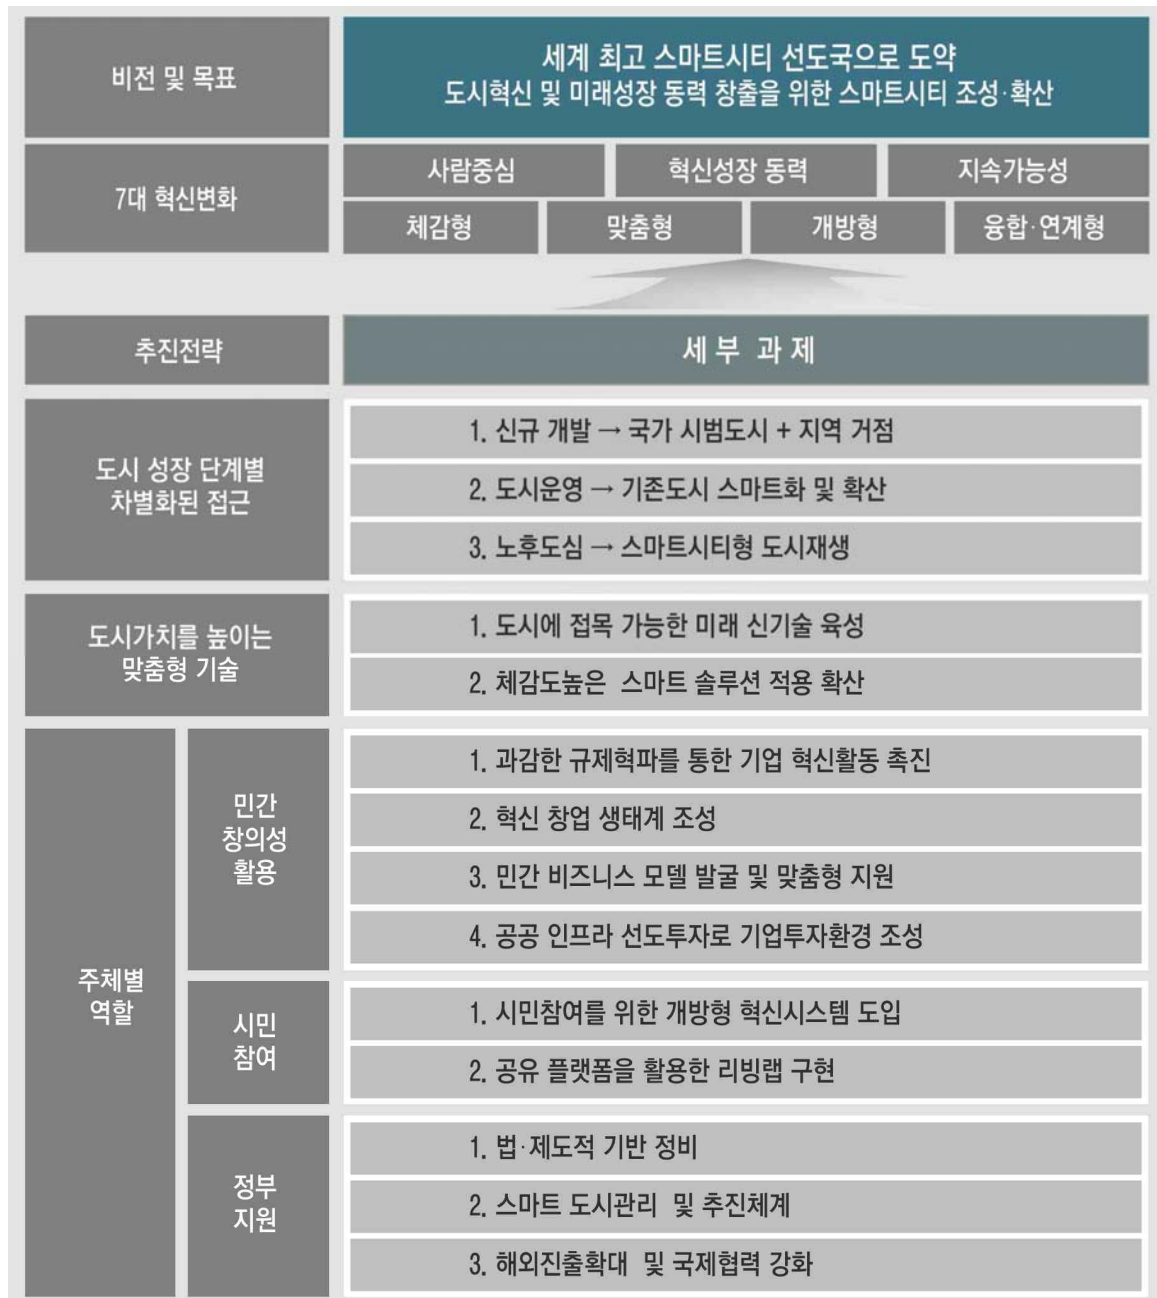 비전 및 목표
세계 최고 스마트시티 선도국으로 도약
도시혁신 및 미래성장 동력 창출을 위한 스마트시티 조성·확산
7대 혁신변화
사람중심
혁신성장 동력
지속가능성
체감형
맞춤형
개방형
융합·연계형
추진전략
세 부 과 제
도시 성장 단계별
차별화된 접근
1. 신규 개발 → 국가 시범도시 + 지역 거점
2. 도시운영 → 기존도시 스마트화 및 확산
3. 노후도심 → 스마트시티형 도시재생
도시가치를 높이는
맞춤형 기술
1. 도시에 접목 가능한 미래 신기술 육성
2. 체감도높은 스마트 솔루션 적용 확산
주체별
역할
민간
창의성
활용
1. 과감한 규제혁파를 통한 기업 혁신활동 촉진
2. 혁신 창업 생태계 조성
3. 민간 비즈니스 모델 발굴 및 맞춤형 지원
4. 공공 인프라 선도투자로 기업투자환경 조성
시민
참여
1. 시민참여를 위한 개방형 혁신시스템 도입
2. 공유 플랫폼을 활용한 리빙랩 구현
정부
지원
1. 법·제도적 기반 정비
2. 스마트 도시관리 및 추진체계
3. 해외진출확대 및 국제협력 강화